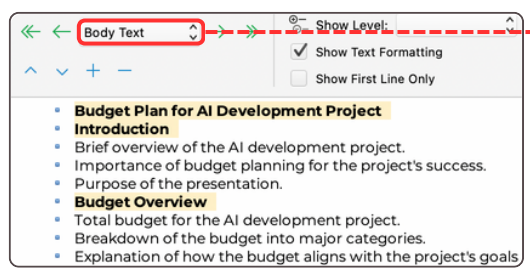 Body Text
Show Level:
Show Text Formatting
Show First Line Only
Budget Plan for AI Development Project
Introduction
Brief overview of the AI development project.
Importance of budget planning for the project's success.
Purpose of the presentation.
Budget Overview
Total budget for the AI development project.
Breakdown of the budget into major categories.
Explanation of how the budget aligns with the project's goals